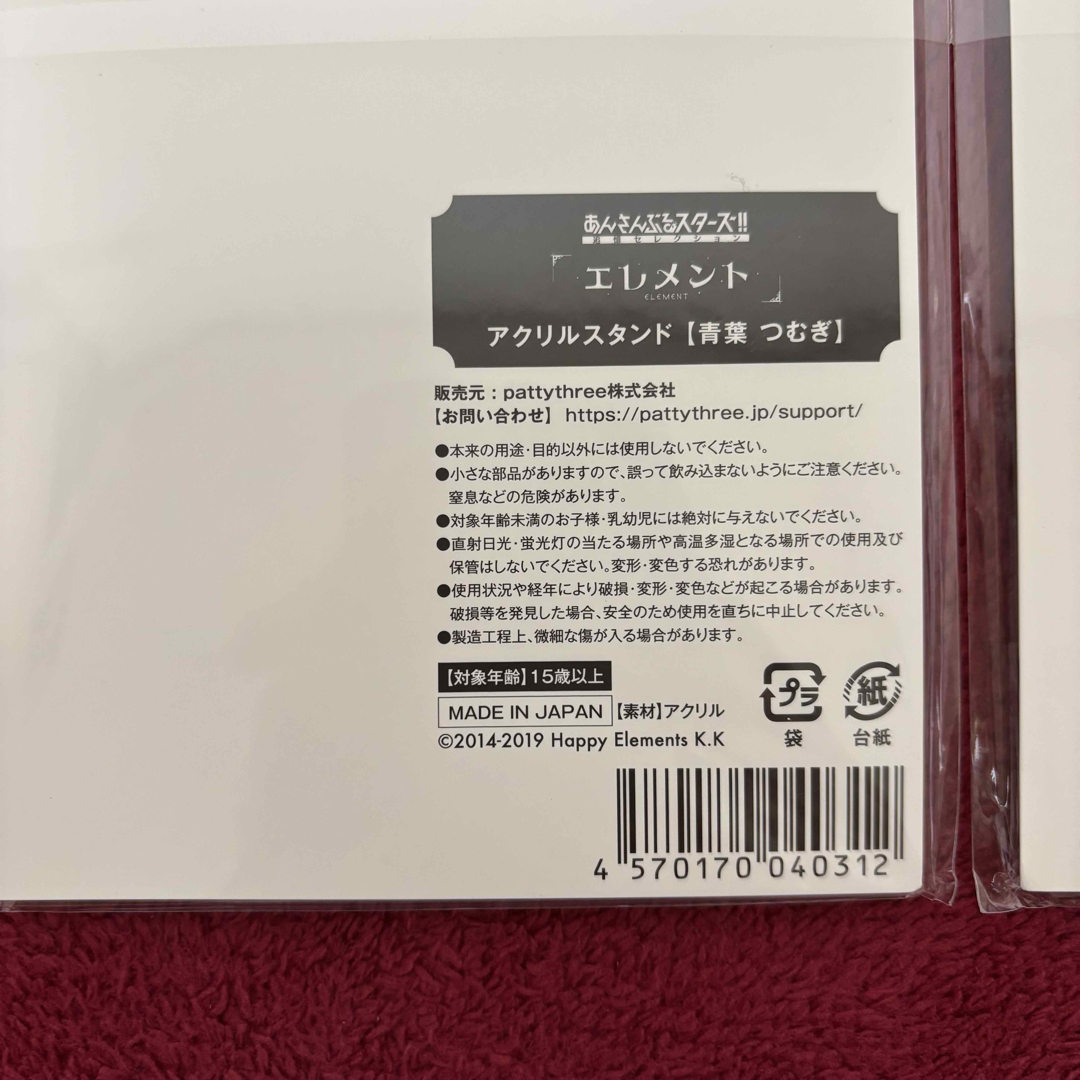 あんさんぶるスターズ!!
追憶セレクション
「エレメント」
ELEMENT
アクリルスタンド【青葉 つむぎ】
販売元：pattythree株式会社
【お問い合わせ】 https://pattythree.jp/support/
●本来の用途・目的以外には使用しないでください。
●小さな部品がありますので、誤って飲み込まないようにご注意ください。
窒息などの危険があります。
●対象年齢未満のお子様・乳幼児には絶対に与えないでください。
●直射日光・蛍光灯の当たる場所や高温多湿となる場所での使用及び
保管はしないでください。変形・変色する恐れがあります。
●使用状況や経年により破損・変形・変色などが起こる場合があります。
破損等を発見した場合、安全のため使用を直ちに中止してください。
●製造工程上、微細な傷が入る場合があります。
【対象年齢】15歳以上
MADE IN JAPAN 【素材】アクリル
©2014-2019 Happy Elements K.K
プラ
袋
紙
台紙
4 570170 040312